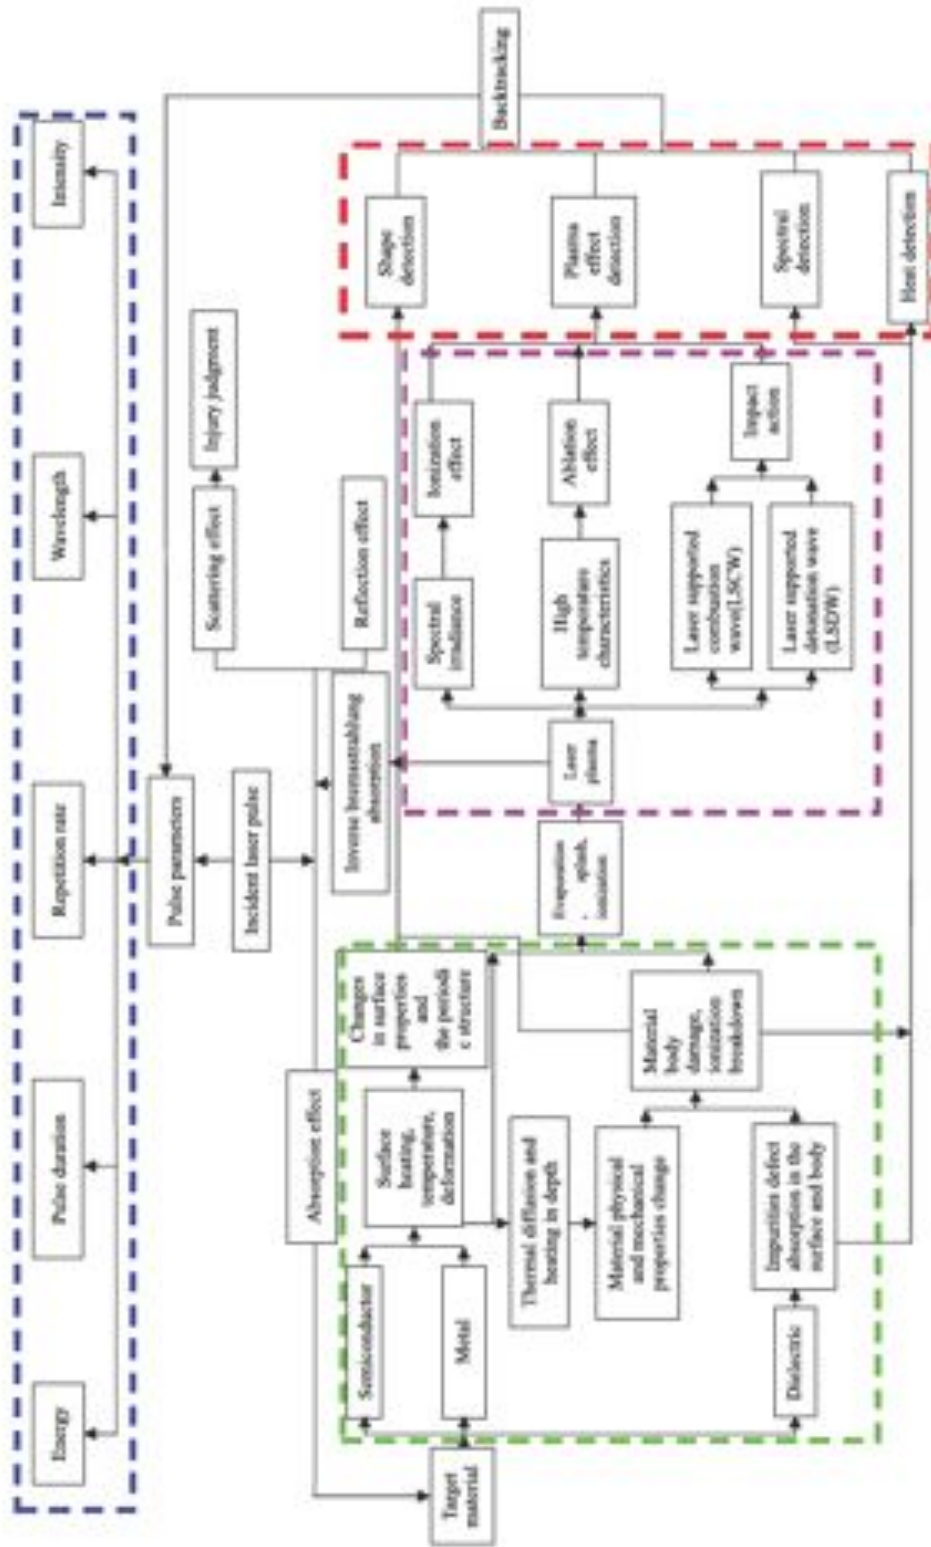 Energy
Pulse duration
Repetition rate
Wavelength
Intensity
Pulse parameters
Incident laser pulse
Scattering effect
Injury judgment
Backtracking
Absorption effect
Inverse bremsstrahlung
absorption
Reflection effect
Target
material
Semiconductor
Metal
Dielectric
Surface
heating,
temperature,
deformation
Changes
in surface
properties
and
the periodi
c structure
Thermal diffusion and
heating in depth
Material physical
and mechanical
properties change
Impurities defect
absorption in the
surface and body
Material
body
damage,
ionization
breakdown
Evaporation
, splash,
ionization
Laser
plasma
Spectral
irradiance
High
temperature
characteristics
Laser supported
combustion
wave(LSCW)
Laser supported
detonation wave
(LSDW)
Ionization
effect
Ablation
effect
Impact
action
Shape
detection
Plasma
effect
detection
Spectral
detection
Heat detection